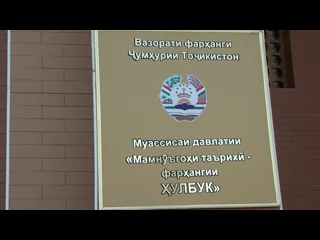 Вазорати фарҳанги
Ҷумҳурии Тоҷикистон
Муассисаи давлатии
«Мамнӯъгоҳи таърихӣ -
фарҳангии
ҲУЛБУК»